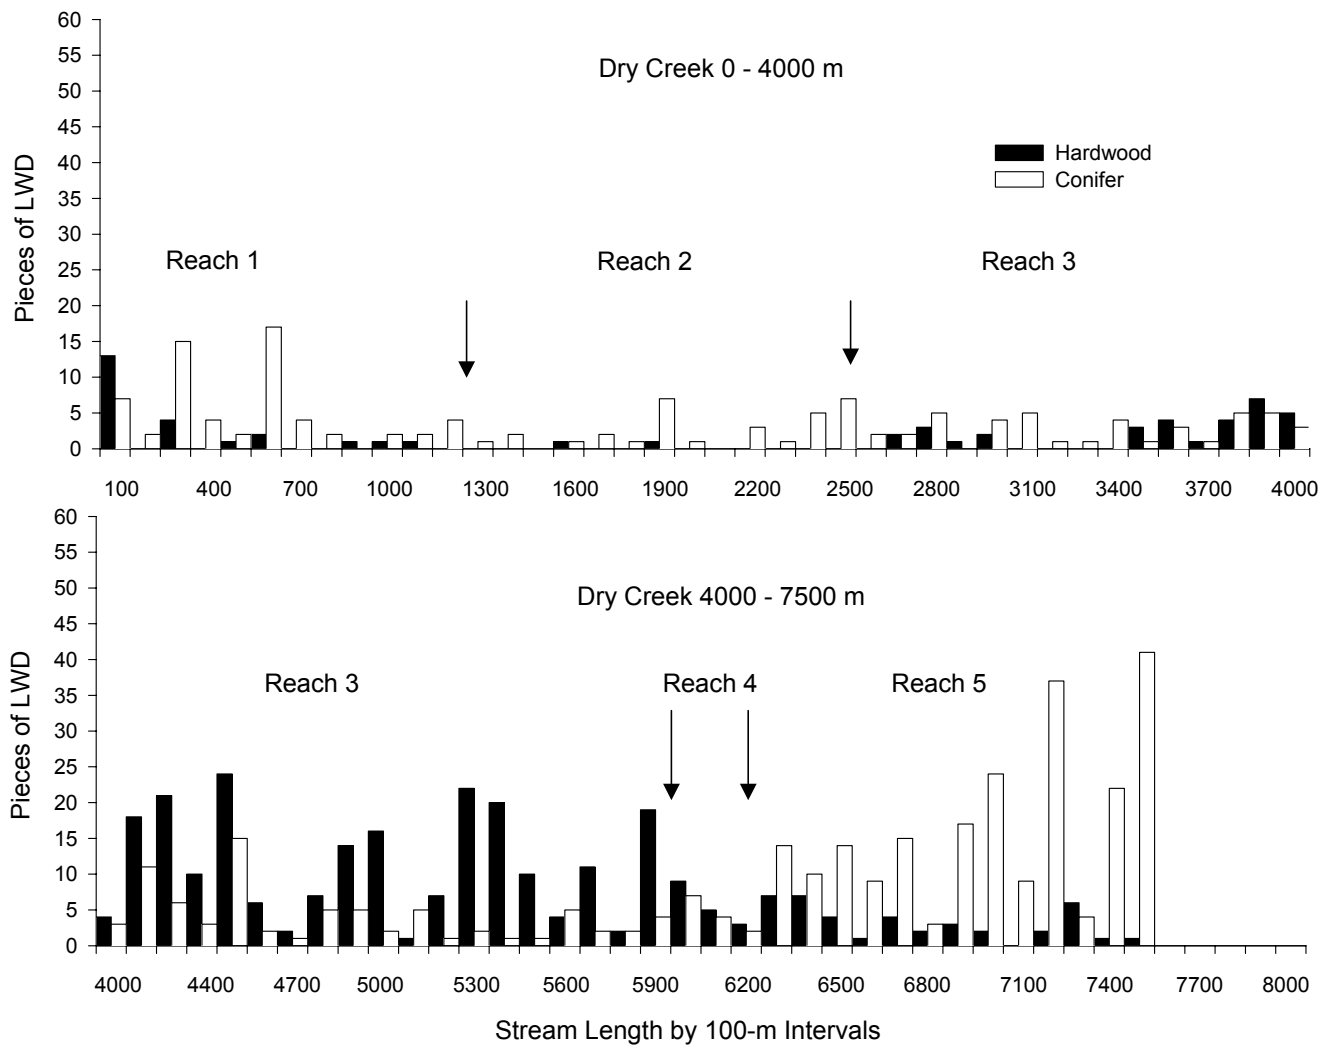 60
Dry Creek 0 - 4000 m
55
50
45
40
35
30
25
20
15
10
5
0
Pieces of LWD
Hardwood
Conifer
Reach 1 Reach 2 Reach 3
100 400 700 1000 1300 1600 1900 2200 2500 2800 3100 3400 3700 4000
60
55
50
45
40
35
30
25
20
15
10
5
0
Pieces of LWD
Dry Creek 4000 - 7500 m
Reach 3 Reach 4 Reach 5
4000 4400 4700 5000 5300 5600 5900 6200 6500 6800 7100 7400 7700 8000
Stream Length by 100-m Intervals